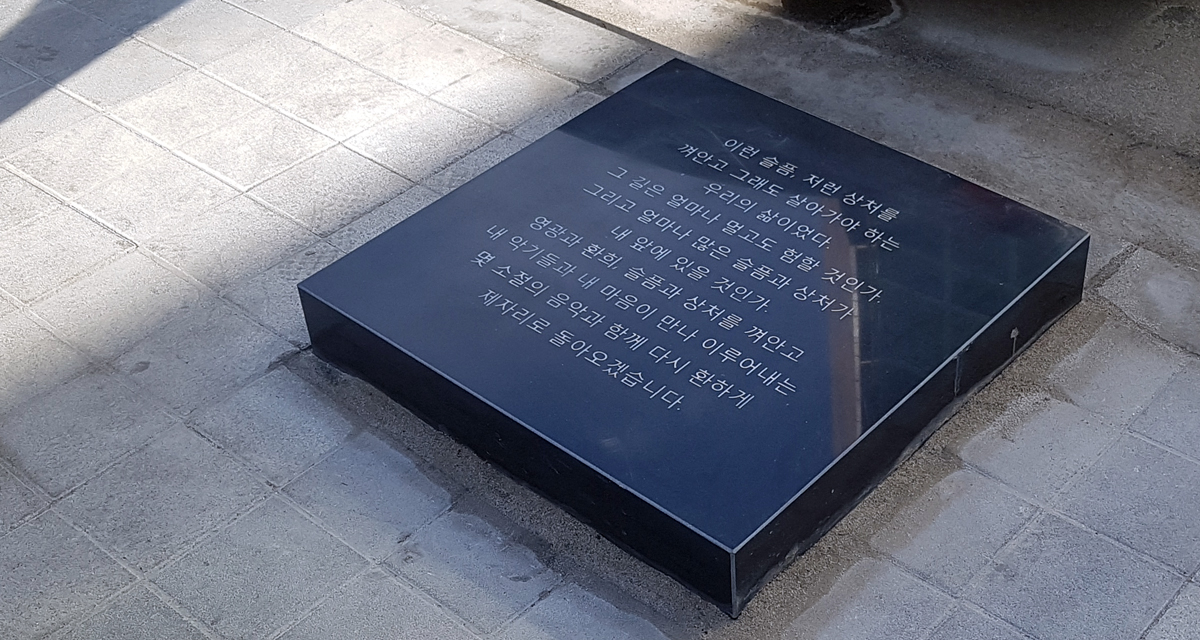 이런 슬픔, 저런 상처를
껴안고 그래도 살아가야 하는
우리의 삶이었다.
그 길은 얼마나 멀고도 험할 것인가.
그리고 얼마나 많은 슬픔과 상처가
내 앞에 있을 것인가.
영광과 환희, 슬픔과 상처를 껴안고
내 악기들과 내 마음이 만나 이루어내는
몇 소절의 음악과 함께 다시 환하게
제자리로 돌아오겠습니다.